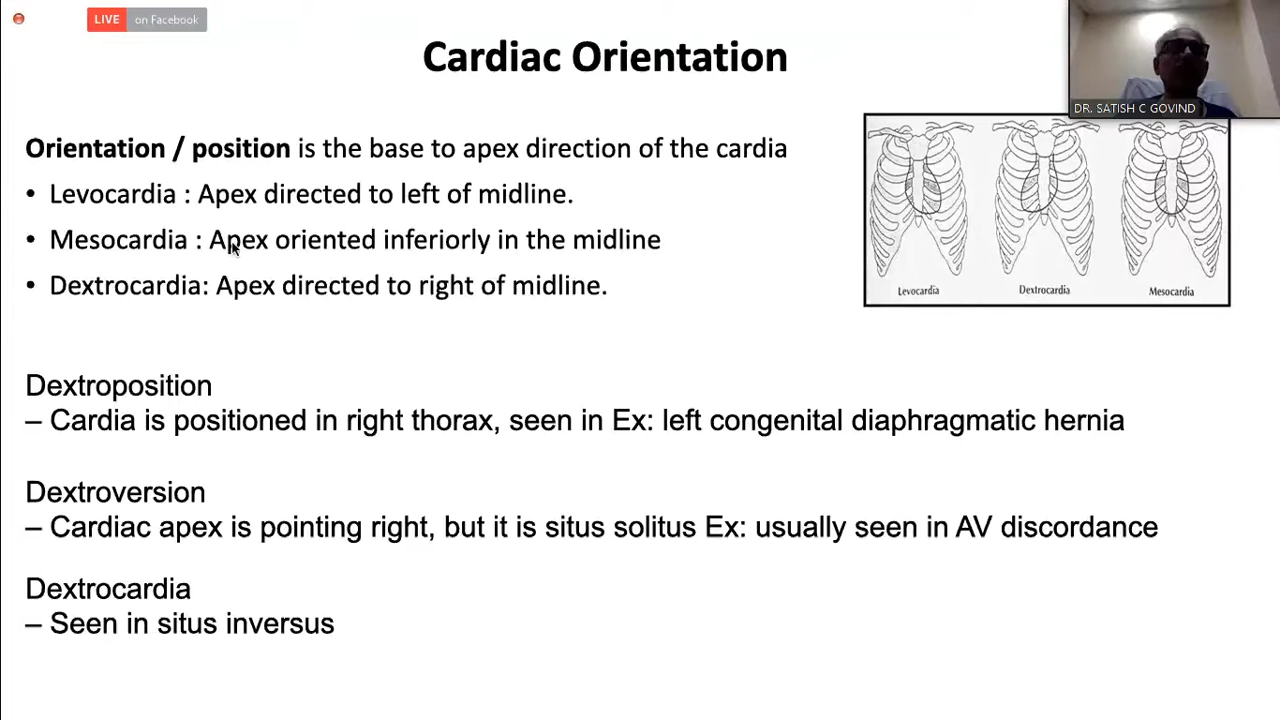 LIVE on Facebook
Cardiac Orientation
DR. SATISH C GOVIND
Orientation / position is the base to apex direction of the cardia
• Levocardia : Apex directed to left of midline.
• Mesocardia : Apex oriented inferiorly in the midline
• Dextrocardia: Apex directed to right of midline.
Levocardia Dextrocardia Mesocardia
Dextroposition
– Cardia is positioned in right thorax, seen in Ex: left congenital diaphragmatic hernia
Dextroversion
– Cardiac apex is pointing right, but it is situs solitus Ex: usually seen in AV discordance
Dextrocardia
– Seen in situs inversus